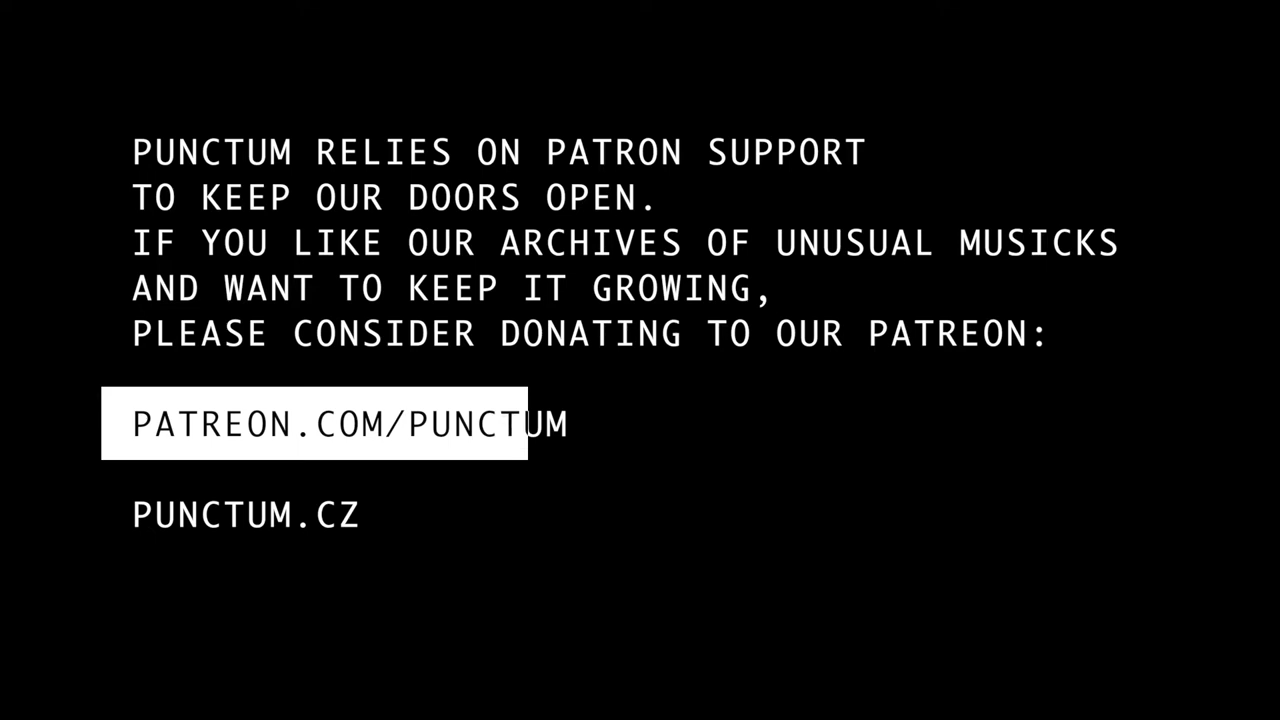 PUNCTUM RELIES ON PATRON SUPPORT
TO KEEP OUR DOORS OPEN.
IF YOU LIKE OUR ARCHIVES OF UNUSUAL MUSICKS
AND WANT TO KEEP IT GROWING,
PLEASE CONSIDER DONATING TO OUR PATREON:
PATREON.COM/PUNCTUM
PUNCTUM.CZ